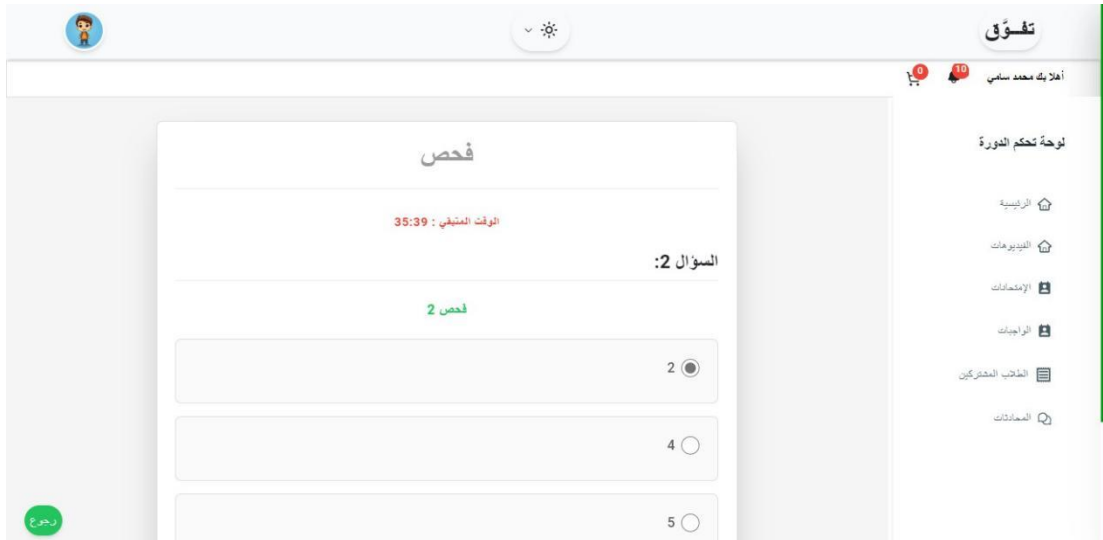 تفــوَّق
أهلا بك محمد سامي
10
0
لوحة تحكم الدورة
الرئيسية
الفيديوهات
الإمتحانات
الواجبات
الطلاب المشتركين
المحادثات
فحص
الوقت المتبقي : 35:39
السؤال 2:
فحص 2
2
4
5
رجوع